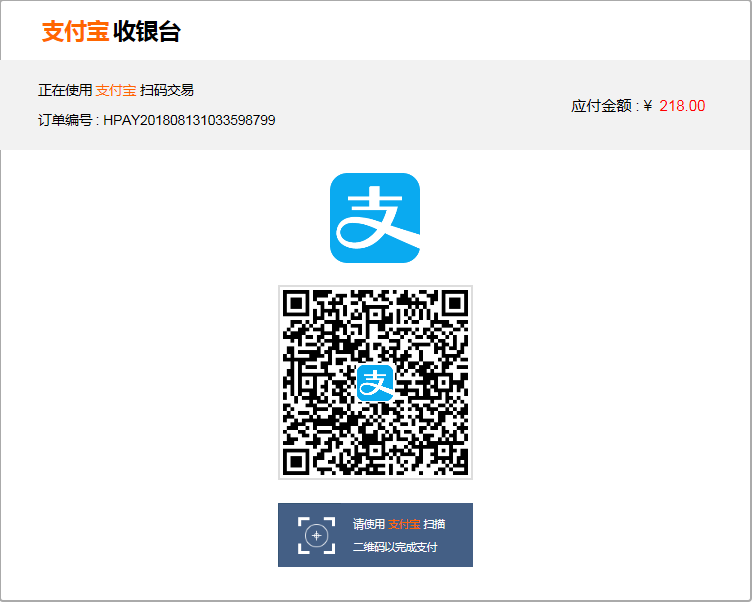 支付宝 收银台
正在使用 支付宝 扫码交易
应付金额 : ¥ 218.00
订单编号 : HPAY201808131033598799
支
支
请使用 支付宝 扫描
二维码以完成支付